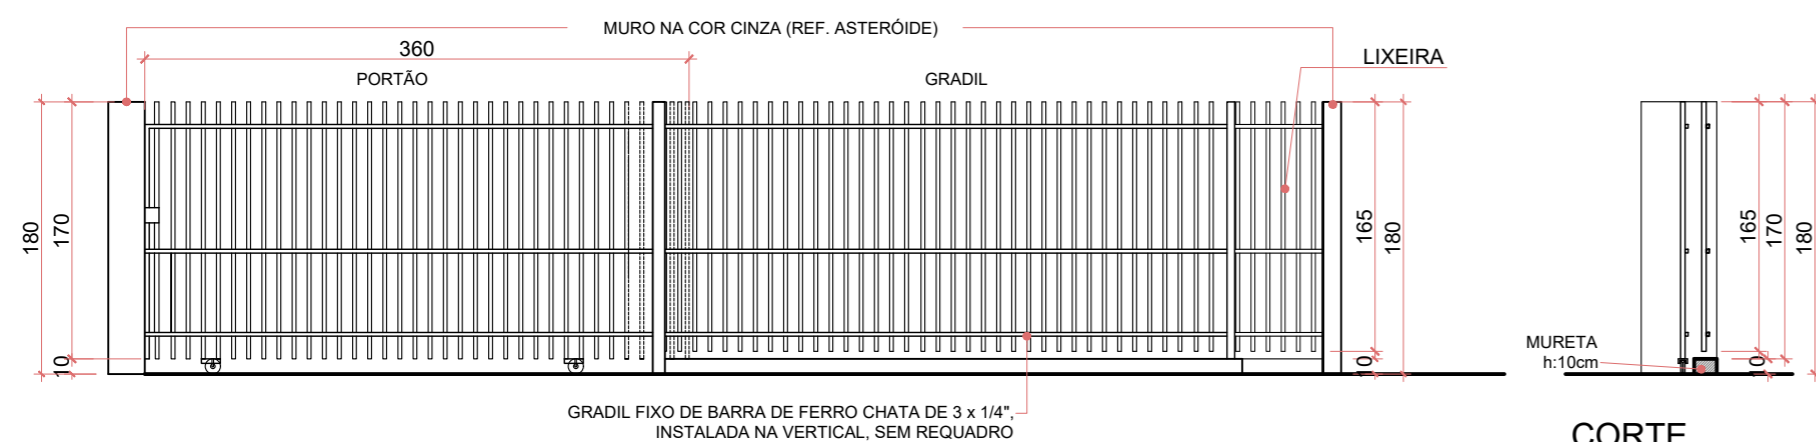 MURO NA COR CINZA (REF. ASTERÓIDE)
360
LIXEIRA
PORTÃO
GRADIL
180
170
10
165
180
10
165
170
180
10
MURETA
h:10cm
GRADIL FIXO DE BARRA DE FERRO CHATA DE 3 x 1/4",
INSTALADA NA VERTICAL, SEM REQUADRO
CORTE